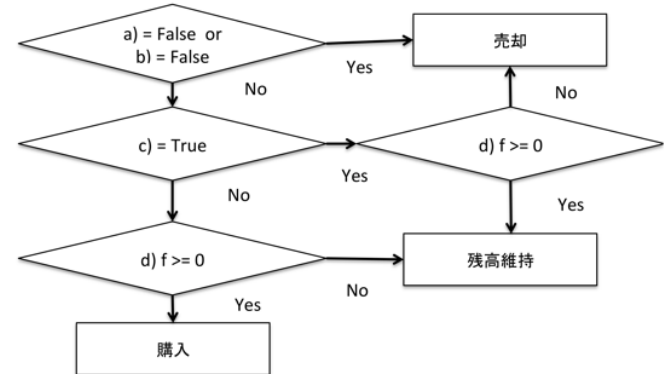 a) = False or
b) = False
Yes
売却
No
No
c) = True
Yes
d) f >= 0
No
Yes
d) f >= 0
No
残高維持
Yes
購入